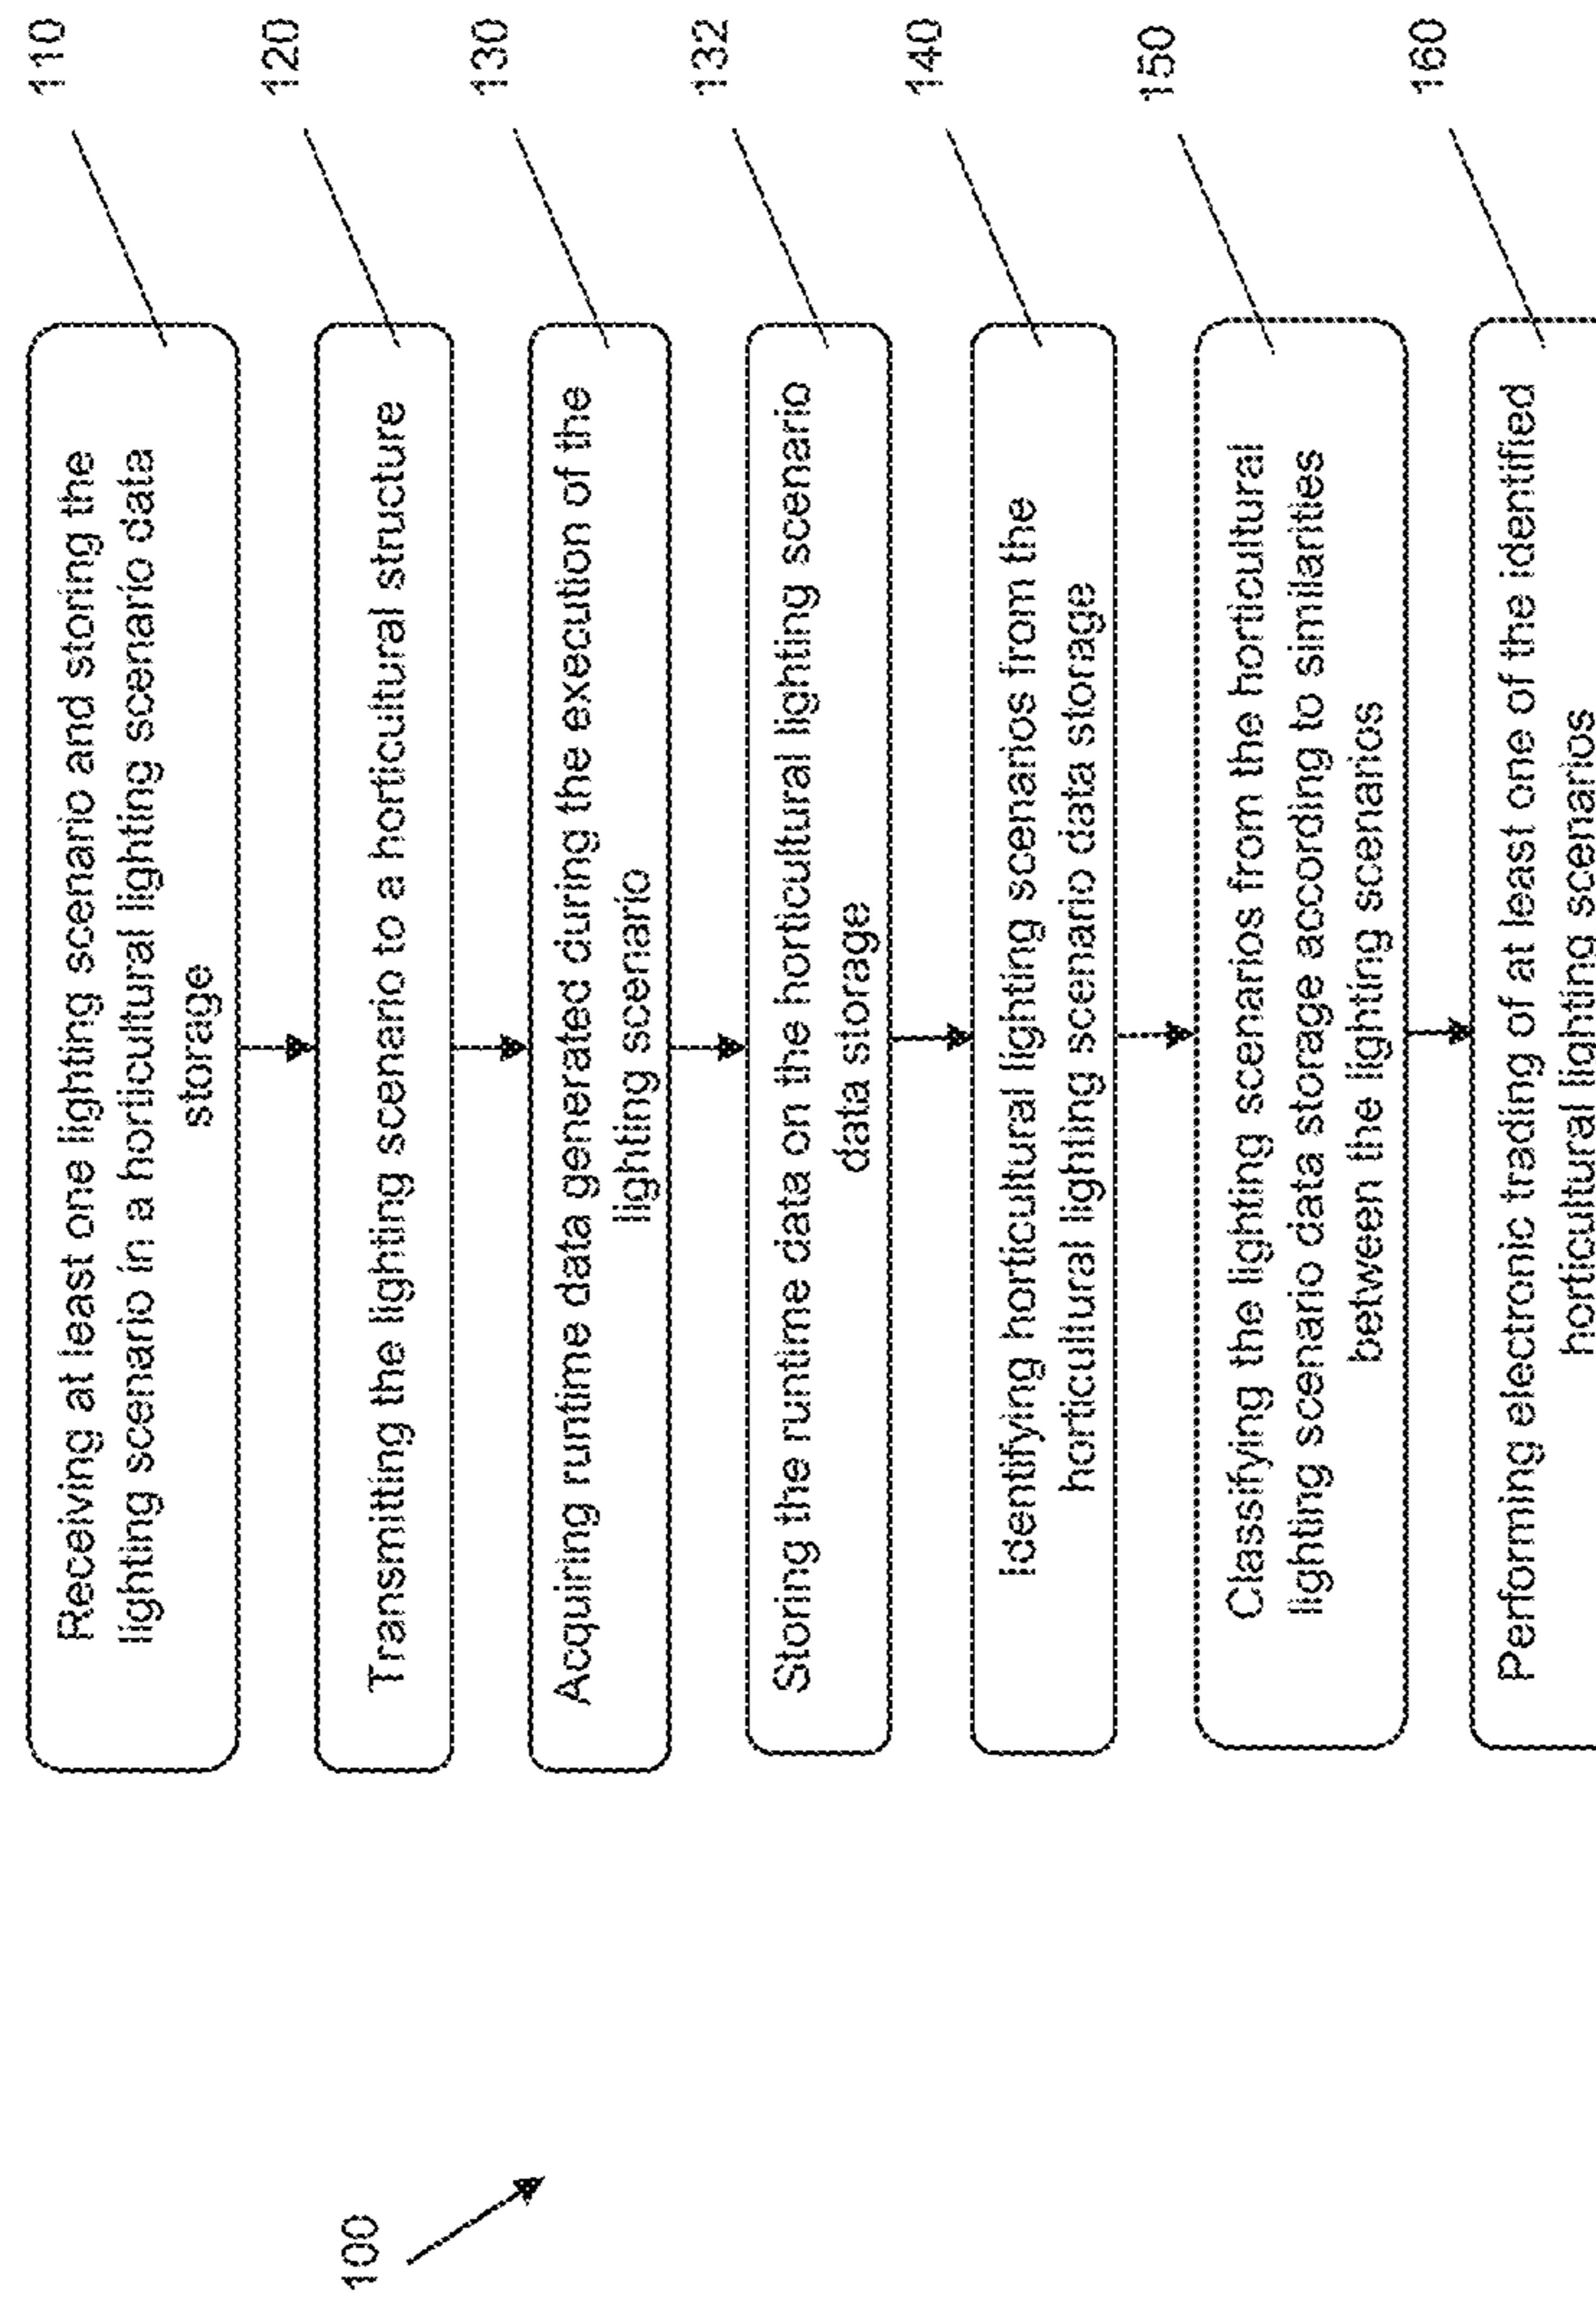 100
Receiving at least one lighting scenario and storing the
lighting scenario in a horticultural lighting scenario data
storage
110
Transmitting the lighting scenario to a horticultural structure
120
Acquiring runtime data generated during the execution of the
lighting scenario
130
Storing the runtime data on the horticultural lighting scenario
data storage
132
Identifying horticultural lighting scenarios from the
horticultural lighting scenario data storage
140
Classifying the lighting scenarios from the horticultural
lighting scenario data storage according to similarities
between the lighting scenarios
150
Performing electronic trading of at least one of the identified
horticultural lighting scenarios
160